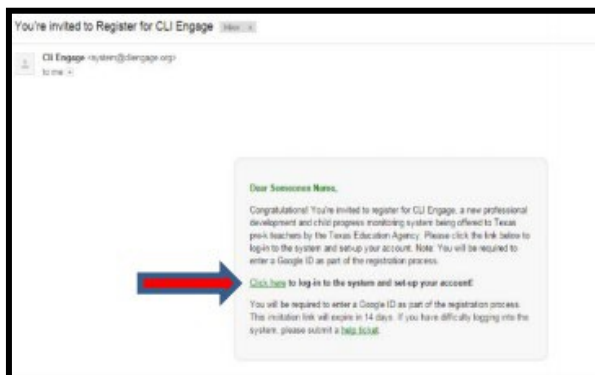 You're invited to Register for CLI Engage Inbox x
Cli Engage <system@cliengage.org>
to me
Dear Someones Name,
Congratulations! You're invited to register for CLI Engage, a new professional
development and child progress monitoring system being offered to Texas
pre-k teachers by the Texas Education Agency. Please click the link below to
log-in to the system and set-up your account. Note: You will be required to
enter a Google ID as part of the registration process.
Click here to log-in to the system and set-up your account!
You will be required to enter a Google ID as part of the registration process.
This invitation link will expire in 14 days. If you have difficulty logging into the
system, please submit a help ticket.